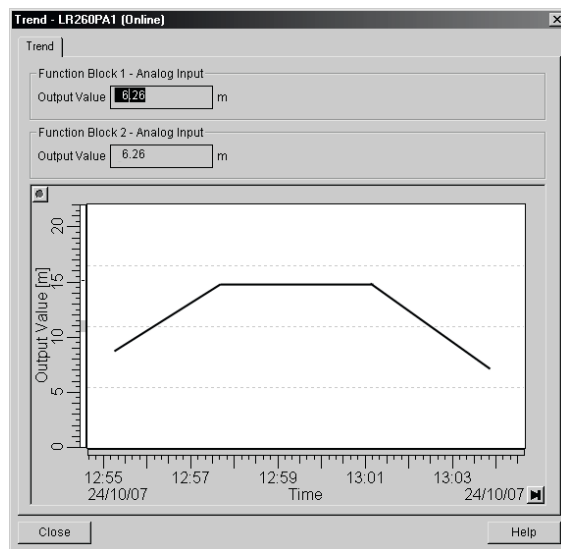 Trend - LR260PA1 (Online)
Trend
Function Block 1 - Analog Input
Output Value 6.26 m
Function Block 2 - Analog Input
Output Value 6.26 m
Output Value [m]
20
15
10
5
0
12:55 12:57 12:59 13:01 13:03
24/10/07 Time 24/10/07
Close Help